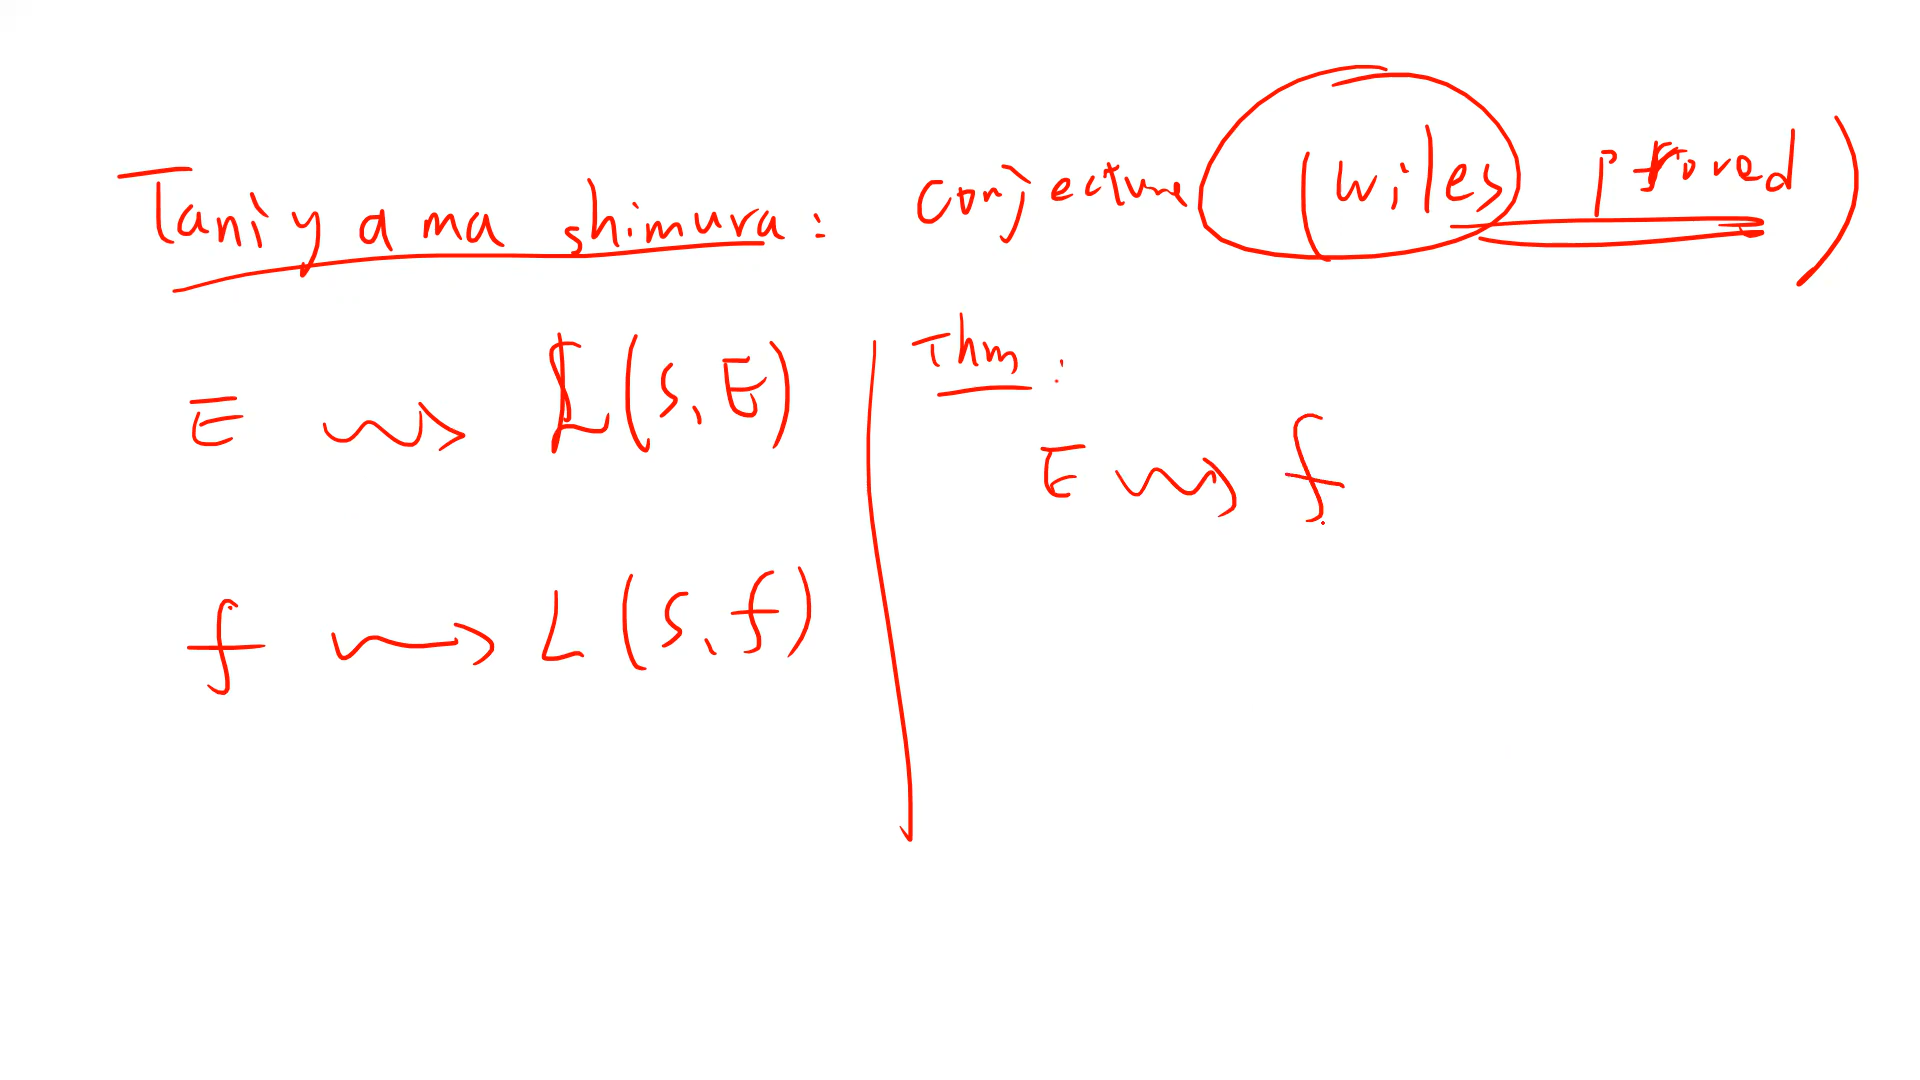 Taniyama shimura: conjecture (Wiles proved)
E ⇝ L(s, E)
f ⇝ L(s, f)
Thm:
E ⇝ f